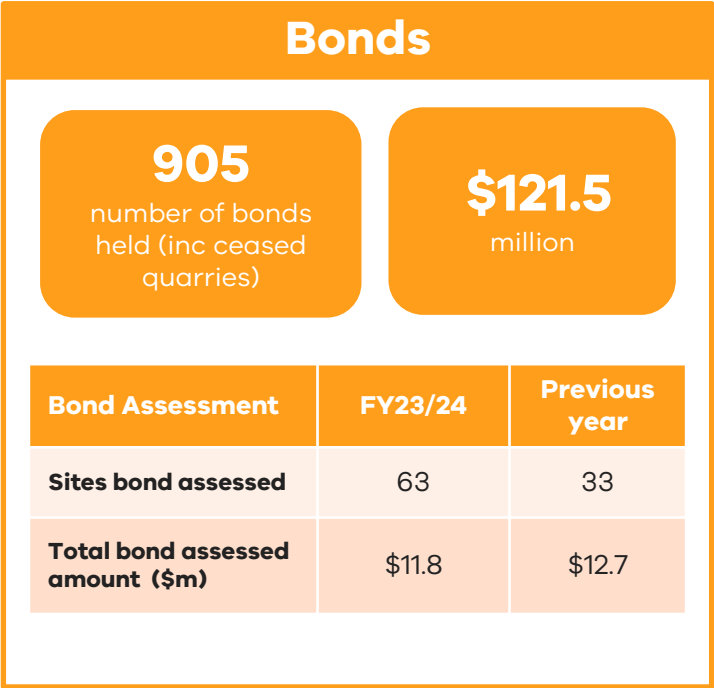 Bonds
905
number of bonds
held (inc ceased
quarries)
$121.5
million
Bond Assessment FY23/24 Previous year
Sites bond assessed 63 33
Total bond assessed
amount ($m) $11.8 $12.7